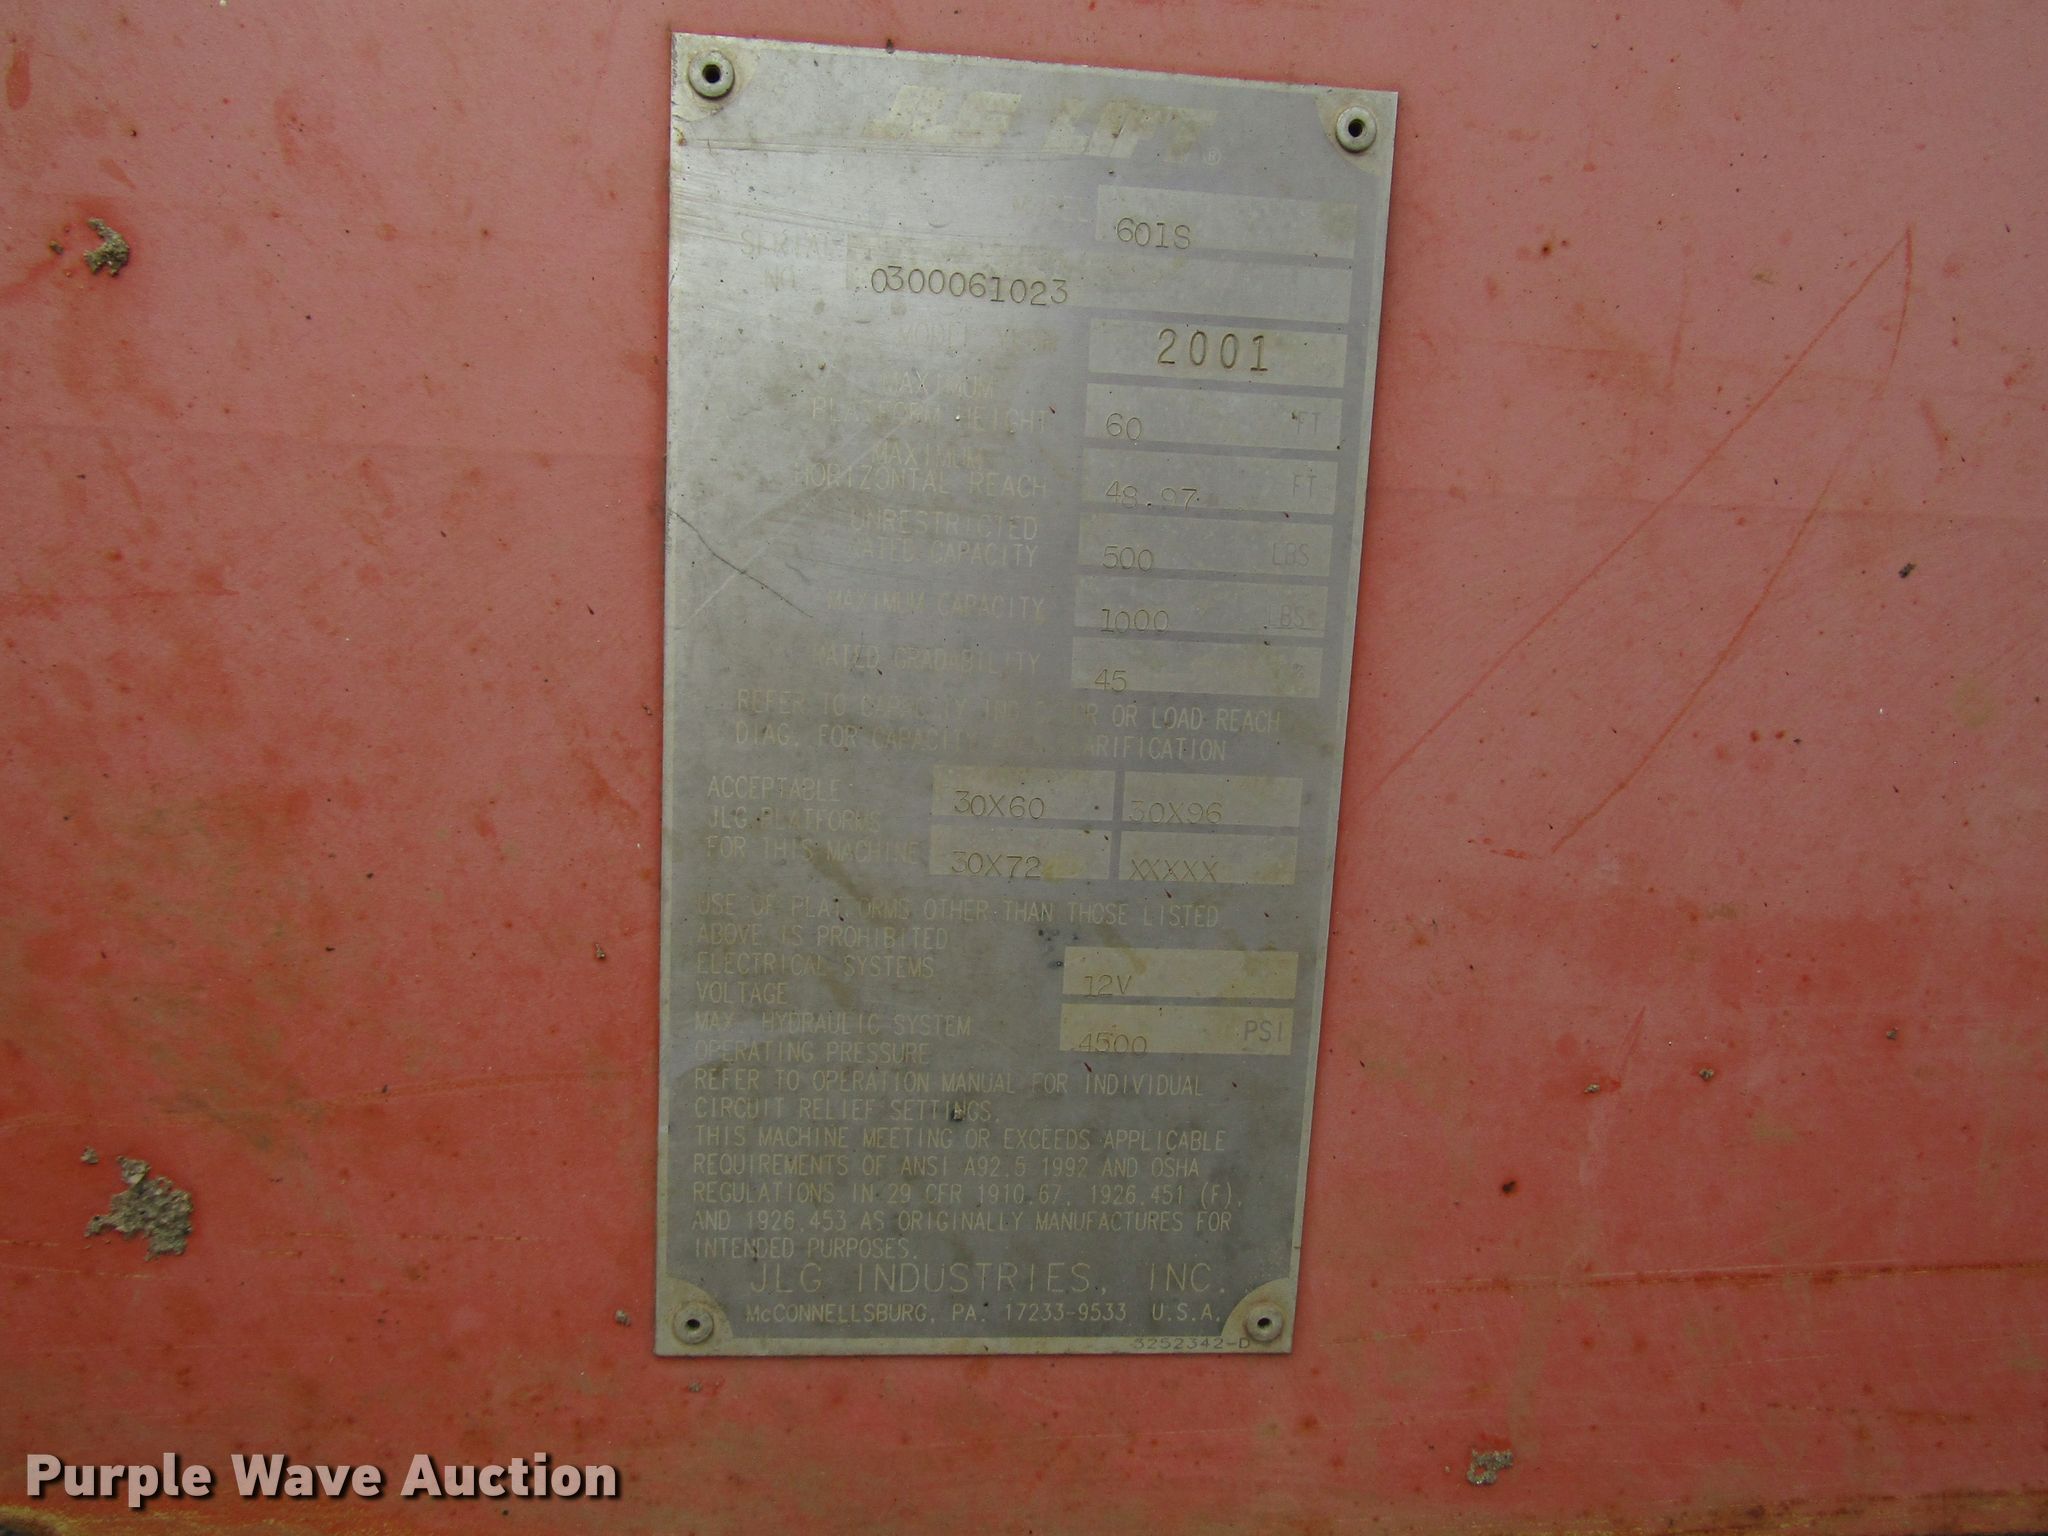 JLG LIFT®
MODEL 601S
SERIAL
NO. 0300061023
MODEL YEAR 2001
MAXIMUM
PLATFORM HEIGHT 60 FT
MAXIMUM
HORIZONTAL REACH 48.97 FT
UNRESTRICTED
RATED CAPACITY 500 LBS
MAXIMUM CAPACITY 1000 LBS
RATED GRADABILITY 45 %
REFER TO CAPACITY INDICATOR OR LOAD REACH
DIAG. FOR CAPACITY CLARIFICATION
ACCEPTABLE
JLG PLATFORMS 30X60 30X96
FOR THIS MACHINE 30X72 XXXXX
USE OF PLATFORMS OTHER THAN THOSE LISTED
ABOVE IS PROHIBITED
ELECTRICAL SYSTEMS
VOLTAGE 12V
MAX. HYDRAULIC SYSTEM
OPERATING PRESSURE 4500 PSI
REFER TO OPERATION MANUAL FOR INDIVIDUAL
CIRCUIT RELIEF SETTINGS.
THIS MACHINE MEETING OR EXCEEDS APPLICABLE
REQUIREMENTS OF ANSI A92.5 1992 AND OSHA
REGULATIONS IN 29 CFR 1910.67, 1926.451 (F),
AND 1926.453 AS ORIGINALLY MANUFACTURES FOR
INTENDED PURPOSES.
JLG INDUSTRIES, INC.
McCONNELLSBURG, PA. 17233-9533 U.S.A.
3252342-D
Purple Wave Auction